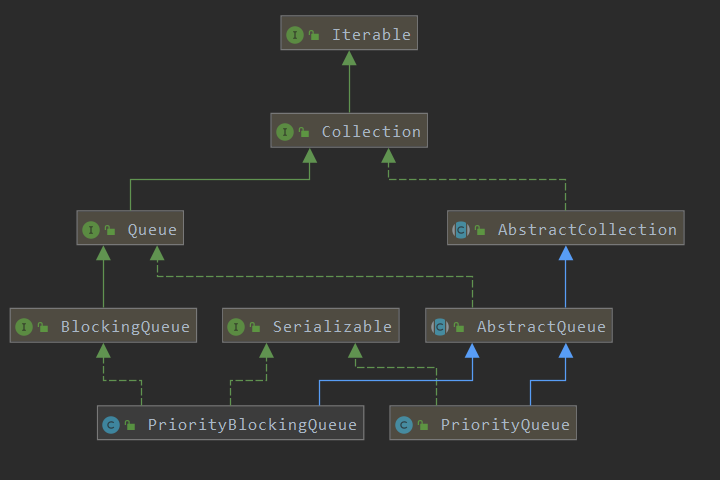 I Iterable
I Collection
I Queue
C AbstractCollection
I BlockingQueue
I Serializable
C AbstractQueue
C PriorityBlockingQueue
C PriorityQueue